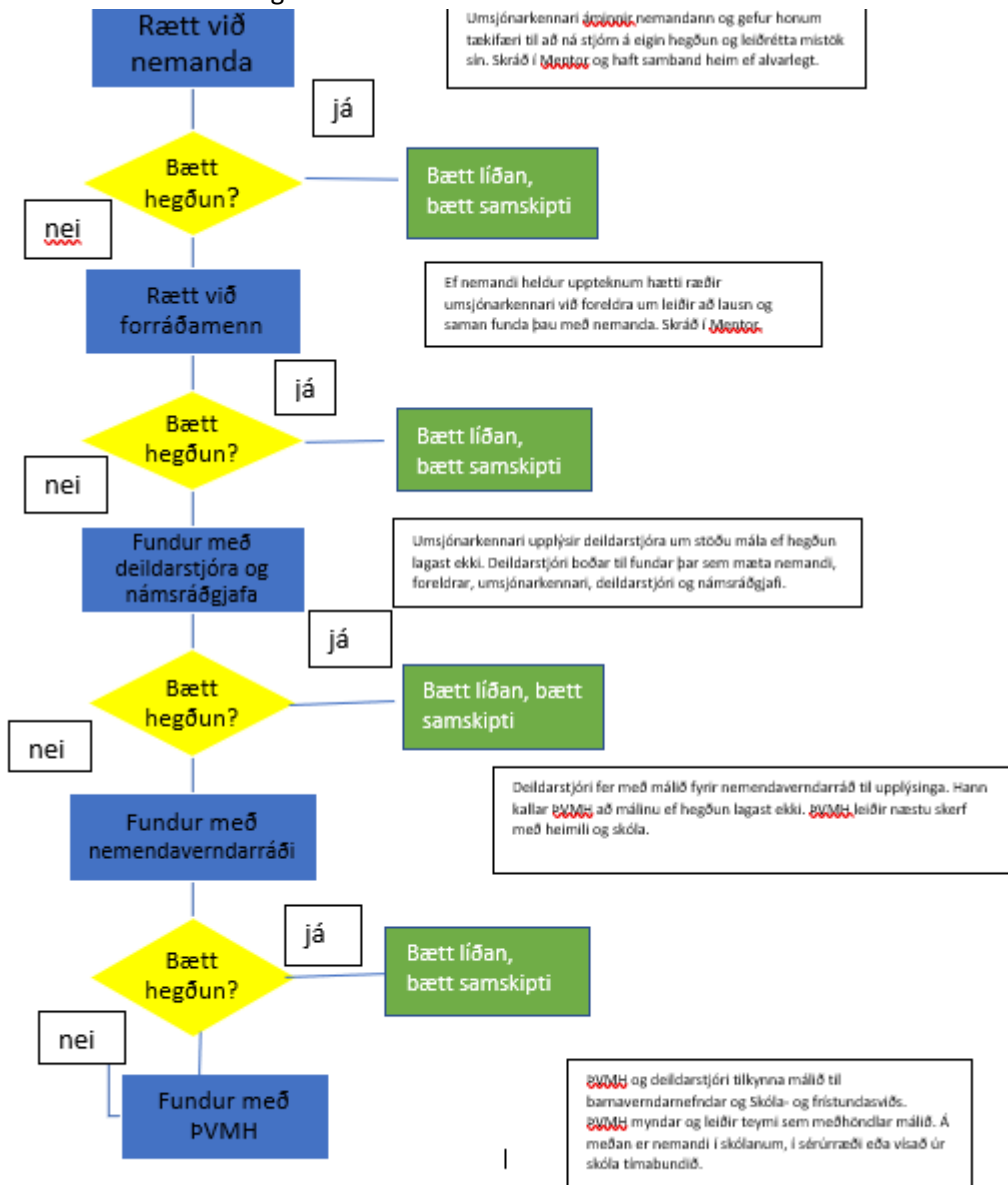 Rætt við
nemanda
Umsjónarkennari áminnir nemandann og gefur honum
tækifæri til að ná stjórn á eigin hegðun og leiðrétta mistök
sín. Skráð í Mentor og haft samband heim ef alvarlegt.
já
Bætt
hegðun?
Bætt líðan,
bætt samskipti
nei
Rætt við
forráðamenn
Ef nemandi heldur uppteknum hætti ræðir
umsjónarkennari við foreldra um leiðir að lausn og
saman funda þau með nemanda. Skráð í Mentor.
já
Bætt
hegðun?
Bætt líðan,
bætt samskipti
nei
Fundur með
deildarstjóra og
námsráðgjafa
Umsjónarkennari upplýsir deildarstjóra um stöðu mála ef hegðun
lagast ekki. Deildarstjóri boðar til fundar þar sem mæta nemandi,
foreldrar, umsjónarkennari, deildarstjóri og námsráðgjafi.
já
Bætt
hegðun?
Bætt líðan, bætt
samskipti
nei
Fundur með
nemendaverndarráði
Deildarstjóri fer með málið fyrir nemendaverndarráð til upplýsinga. Hann
kallar ÞVMH að málinu ef hegðun lagast ekki. ÞVMH leiðir næstu skerf
með heimili og skóla.
já
Bætt
hegðun?
Bætt líðan,
bætt samskipti
nei
Fundur með
ÞVMH
ÞVMH og deildarstjóri tilkynna málið til
barnaverndarnefndar og Skóla- og frístundasviðs.
ÞVMH myndar og leiðir teymi sem meðhöndlar málið. Á
meðan er nemandi í skólanum, í sérúrræði eða vísað úr
skóla tímabundið.